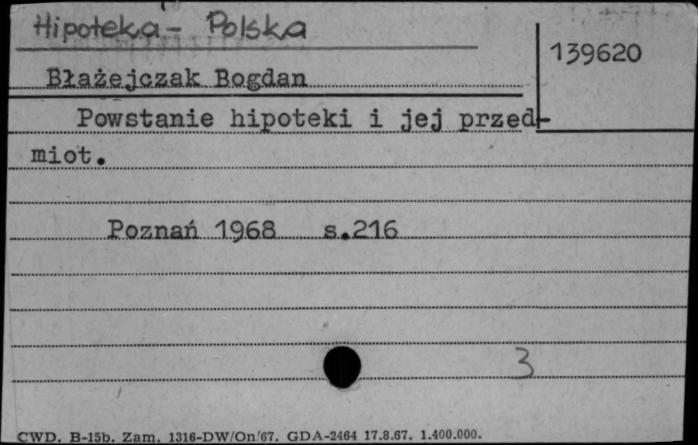 Hipoteka - Polska
139620
Błażejczak Bogdan
Powstanie hipoteki i jej przed-
miot.
Poznań 1968 s.216
3
CWD. B-15b. Zam. 1316-DW/On/67. GDA-2464 17.8.67. 1.400.000.